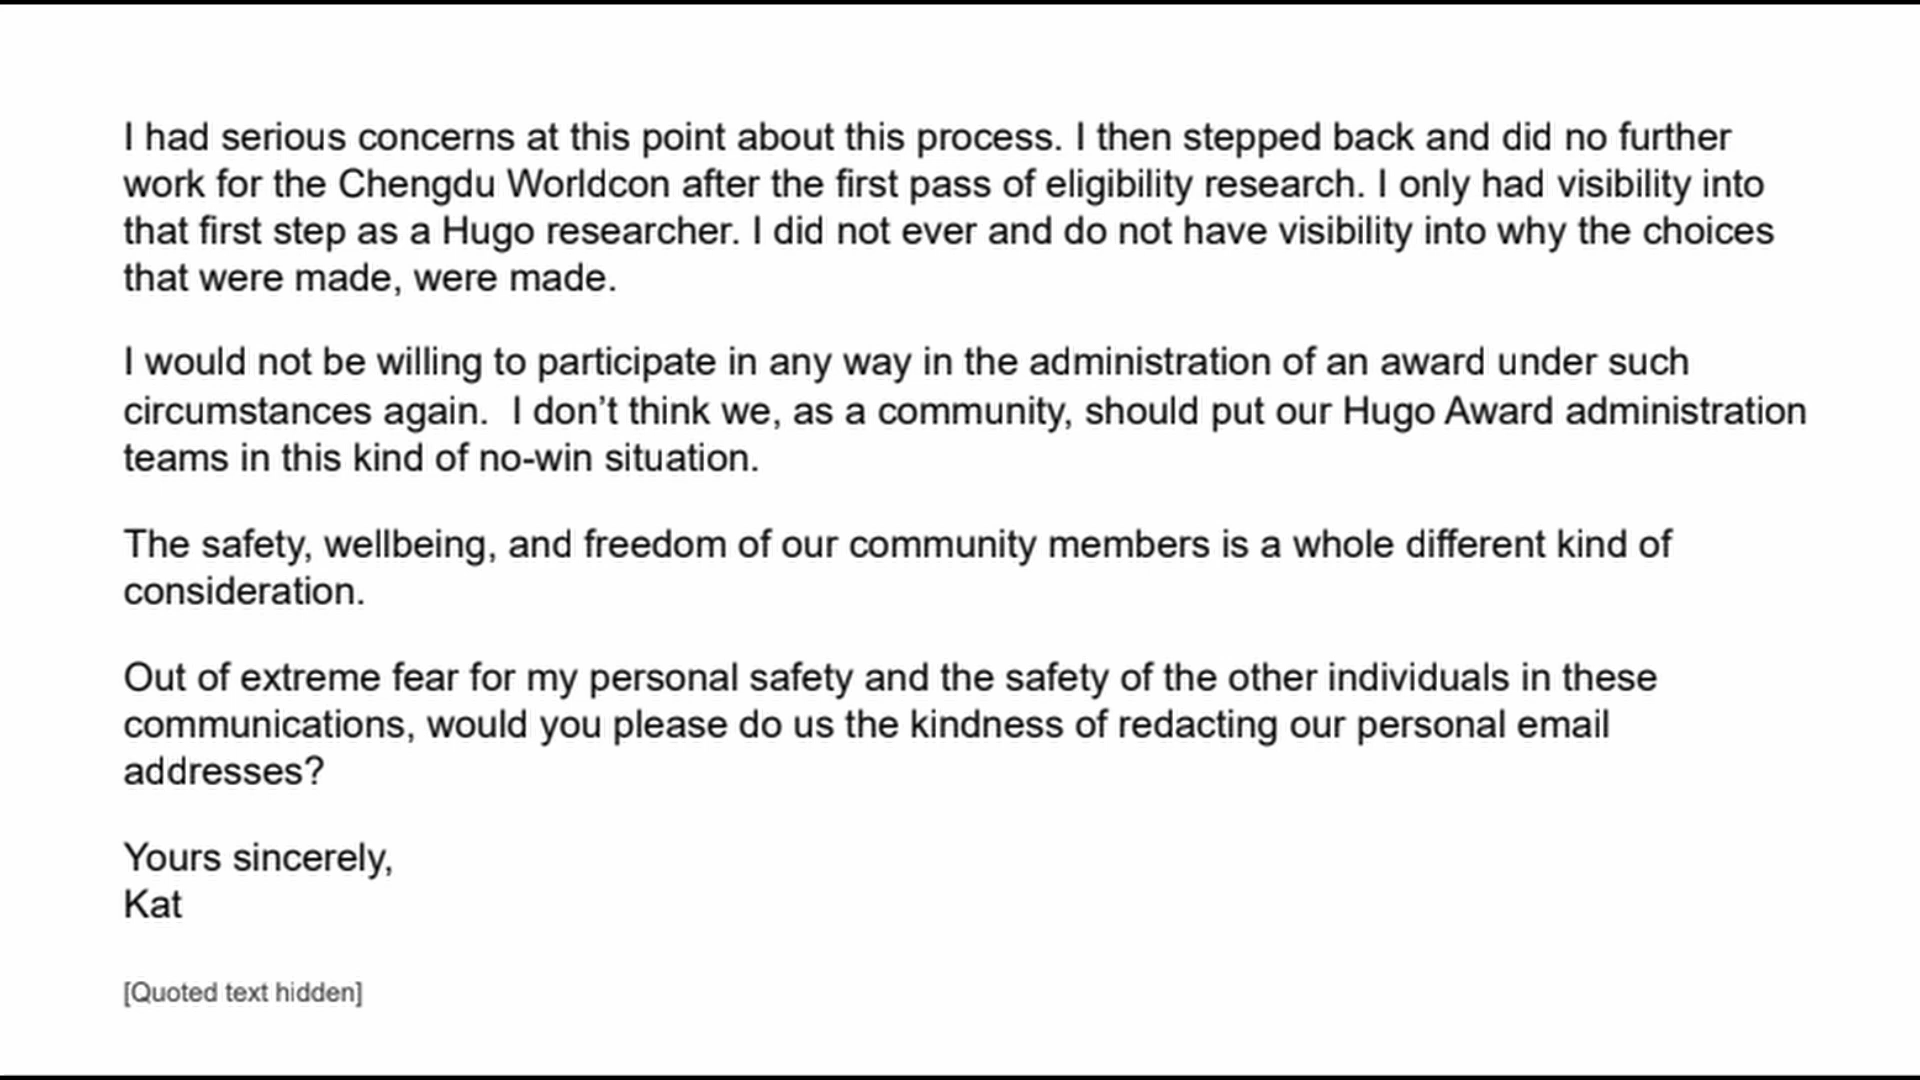 I had serious concerns at this point about this process. I then stepped back and did no further
work for the Chengdu Worldcon after the first pass of eligibility research. I only had visibility into
that first step as a Hugo researcher. I did not ever and do not have visibility into why the choices
that were made, were made.
I would not be willing to participate in any way in the administration of an award under such
circumstances again.  I don’t think we, as a community, should put our Hugo Award administration
teams in this kind of no-win situation.
The safety, wellbeing, and freedom of our community members is a whole different kind of
consideration.
Out of extreme fear for my personal safety and the safety of the other individuals in these
communications, would you please do us the kindness of redacting our personal email
addresses?
Yours sincerely,
Kat
[Quoted text hidden]